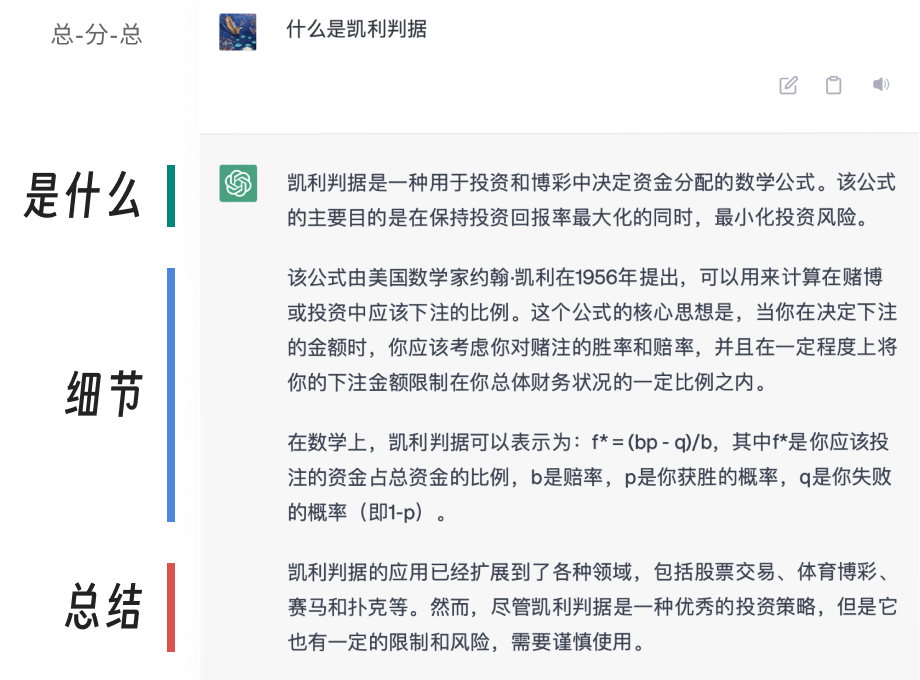 总-分-总
什么是凯利判据
是什么
凯利判据是一种用于投资和博彩中决定资金分配的数学公式。该公式
的主要目的是在保持投资回报率最大化的同时，最小化投资风险。
细节
该公式由美国数学家约翰·凯利在1956年提出，可以用来计算在赌博
或投资中应该下注的比例。这个公式的核心思想是，当你在决定下注
的金额时，你应该考虑你对赌注的胜率和赔率，并且在一定程度上将
你的下注金额限制在你总体财务状况的一定比例之内。
在数学上，凯利判据可以表示为：f* = (bp - q)/b，其中f*是你应该投
注的资金占总资金的比例，b是赔率，p是你获胜的概率，q是你失败
的概率（即1-p）。
总结
凯利判据的应用已经扩展到了各种领域，包括股票交易、体育博彩、
赛马和扑克等。然而，尽管凯利判据是一种优秀的投资策略，但是它
也有一定的限制和风险，需要谨慎使用。